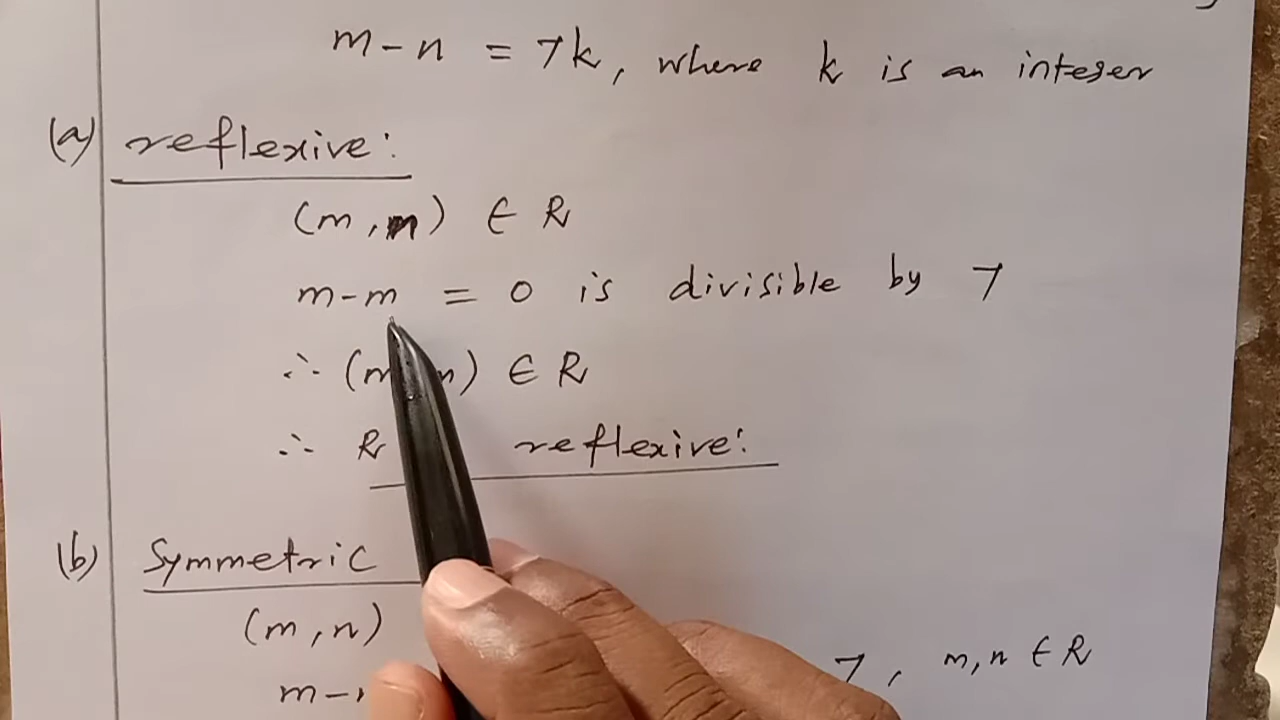 m - n = 7k, where k is an integer
(a) reflexive:
(m, m) ∈ R
m - m = 0 is divisible by 7
∴ (m ) ∈ R
∴ R reflexive:
(b) Symmetric
(m, n)
m - 7, m, n ∈ R